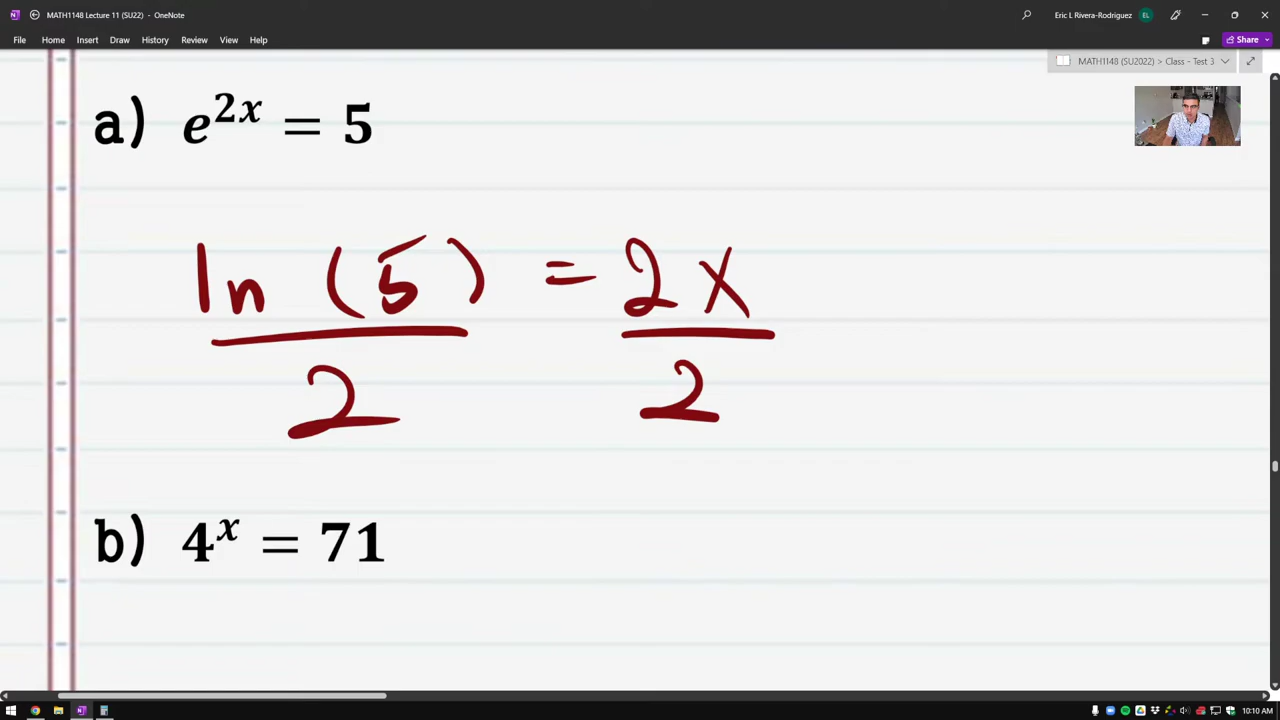 MATH1148 Lecture 11 (SU22) - OneNote
Eric L Rivera-Rodriguez EL
File Home Insert Draw History Review View Help
Share
MATH1148 (SU2022) > Class - Test 3
a) e^{2x} = 5
ln (5) = 2x
2 2
b) 4^x = 71
10:10 AM